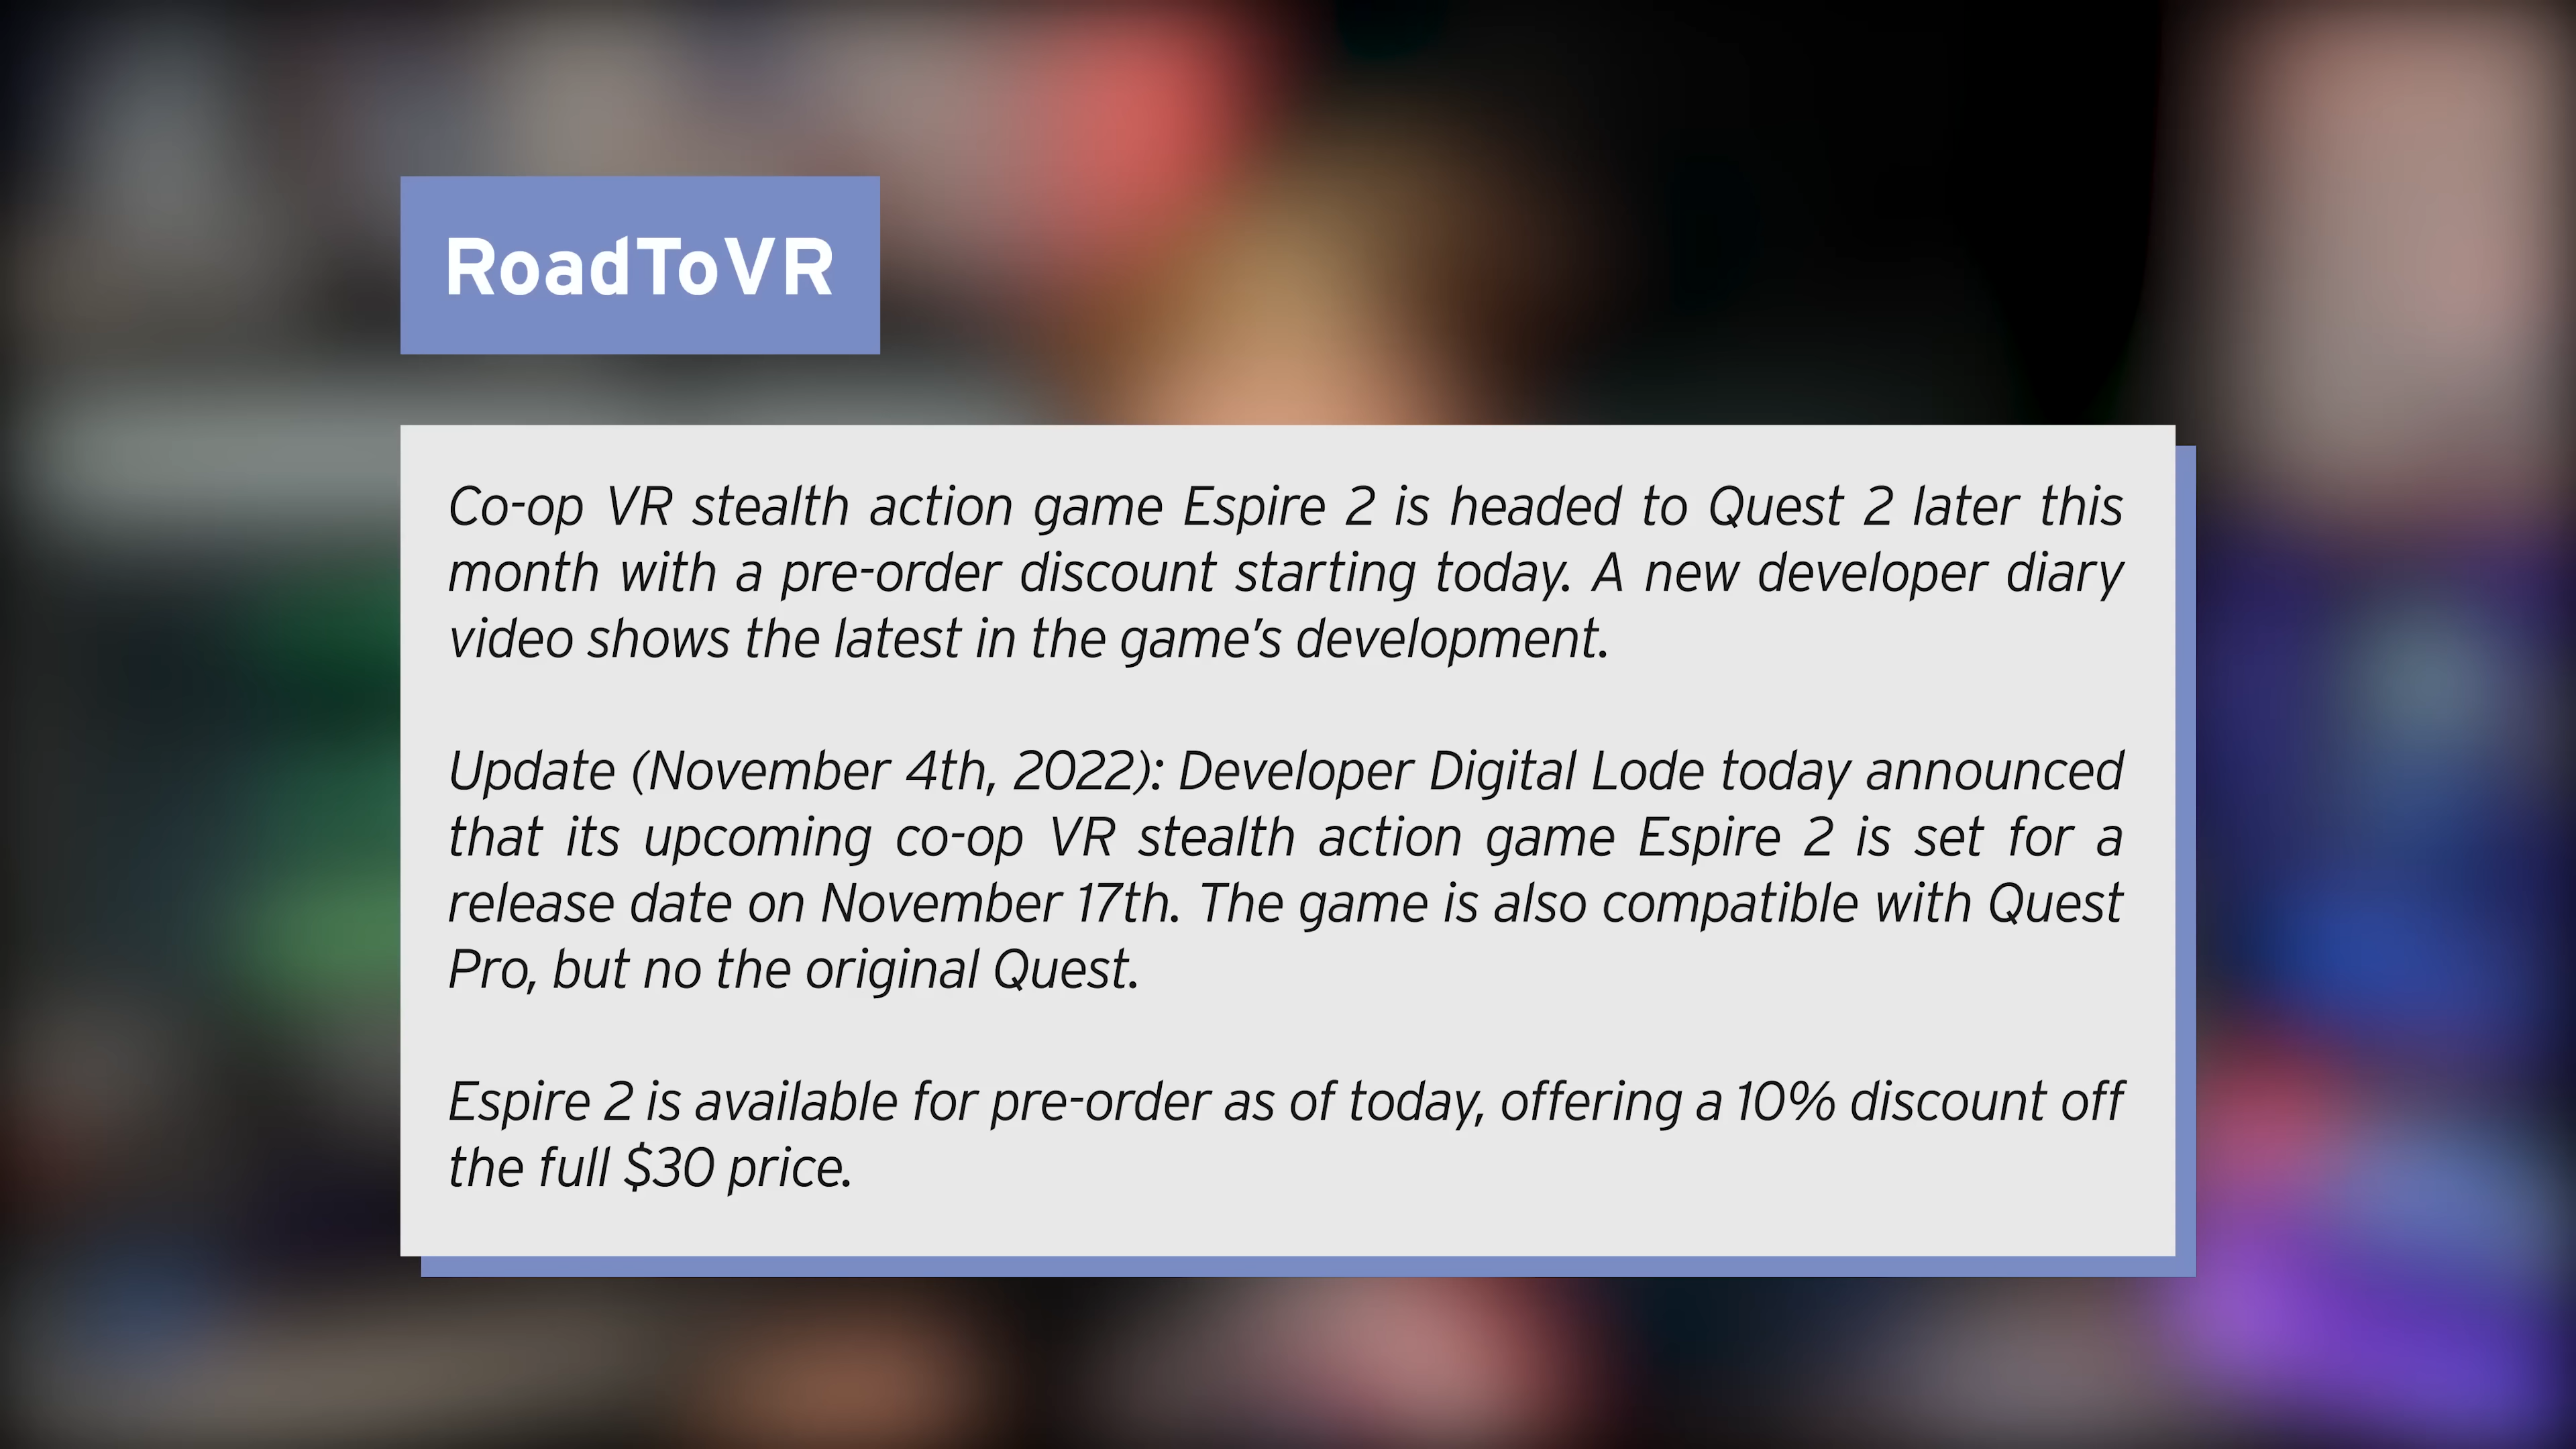 RoadToVR
Co-op VR stealth action game Espire 2 is headed to Quest 2 later this
month with a pre-order discount starting today. A new developer diary
video shows the latest in the game’s development.
Update (November 4th, 2022): Developer Digital Lode today announced
that its upcoming co-op VR stealth action game Espire 2 is set for a
release date on November 17th. The game is also compatible with Quest
Pro, but no the original Quest.
Espire 2 is available for pre-order as of today, offering a 10% discount off
the full $30 price.